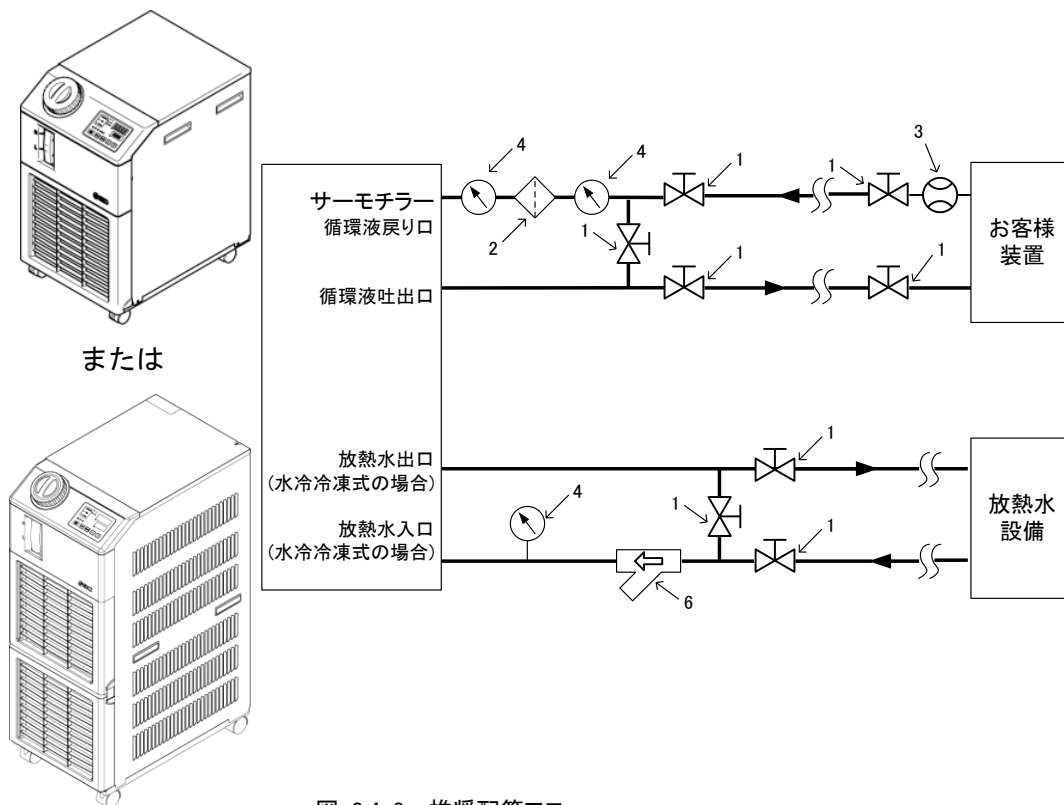 4
4
1
1
3
サーモチラー
循環液戻り口
2
1
お客様
装置
循環液吐出口
1
1
または
放熱水出口
(水冷冷凍式の場合)
1
4
1
放熱水
設備
放熱水入口
(水冷冷凍式の場合)
1
6